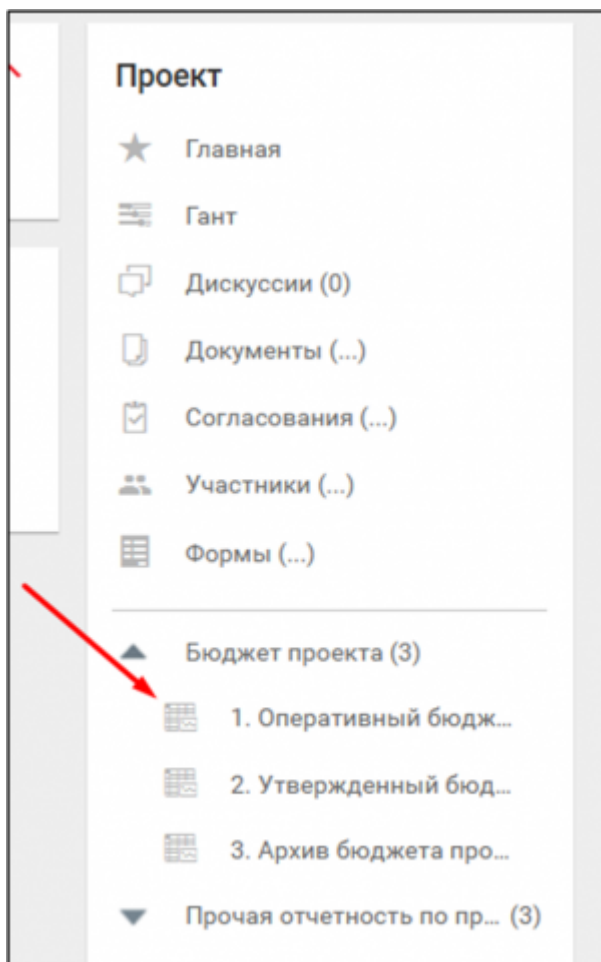 Проект
Главная
Гант
Дискуссии (0)
Документы (...)
Согласования (...)
Участники (...)
Формы (...)
Бюджет проекта (3)
1. Оперативный бюдж...
2. Утвержденный бюд...
3. Архив бюджета про...
Прочая отчетность по пр... (3)